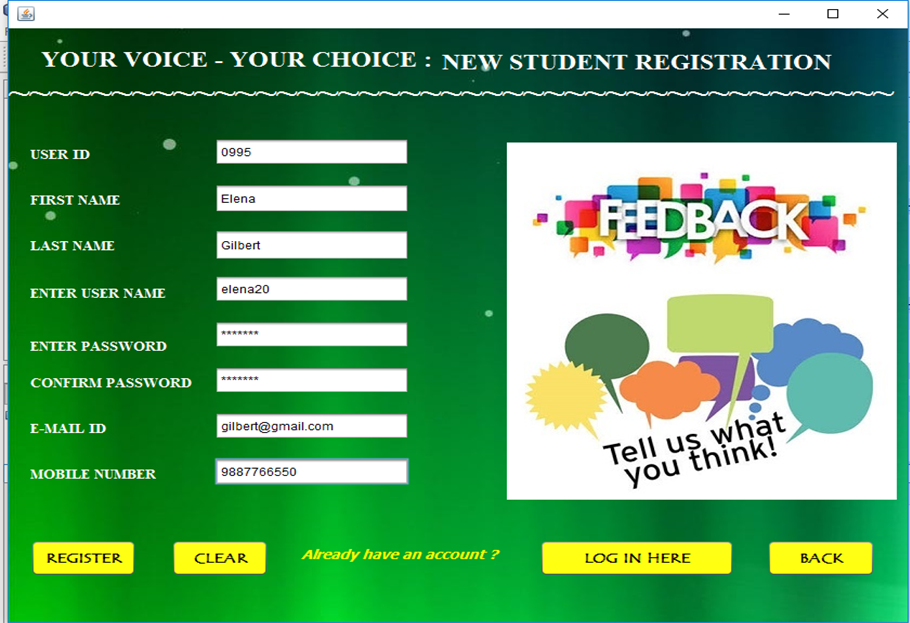 YOUR VOICE - YOUR CHOICE : NEW STUDENT REGISTRATION
USER ID 0995
FIRST NAME Elena
LAST NAME Gilbert
ENTER USER NAME elena20
ENTER PASSWORD *******
CONFIRM PASSWORD *******
E-MAIL ID gilbert@gmail.com
MOBILE NUMBER 9887766550
FEEDBACK
Tell us what
you think!
REGISTER CLEAR Already have an account ? LOG IN HERE BACK